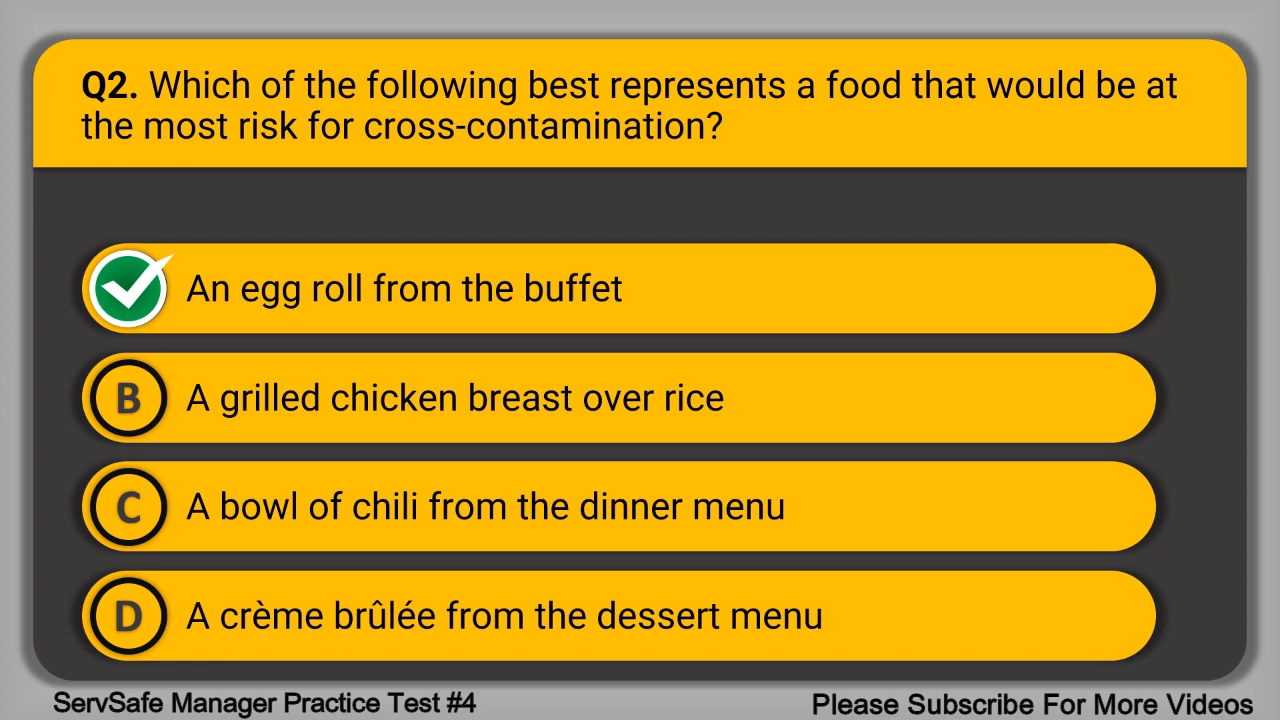 Q2. Which of the following best represents a food that would be at
the most risk for cross-contamination?
An egg roll from the buffet
B A grilled chicken breast over rice
C A bowl of chili from the dinner menu
D A crème brûlée from the dessert menu
ServSafe Manager Practice Test #4 Please Subscribe For More Videos